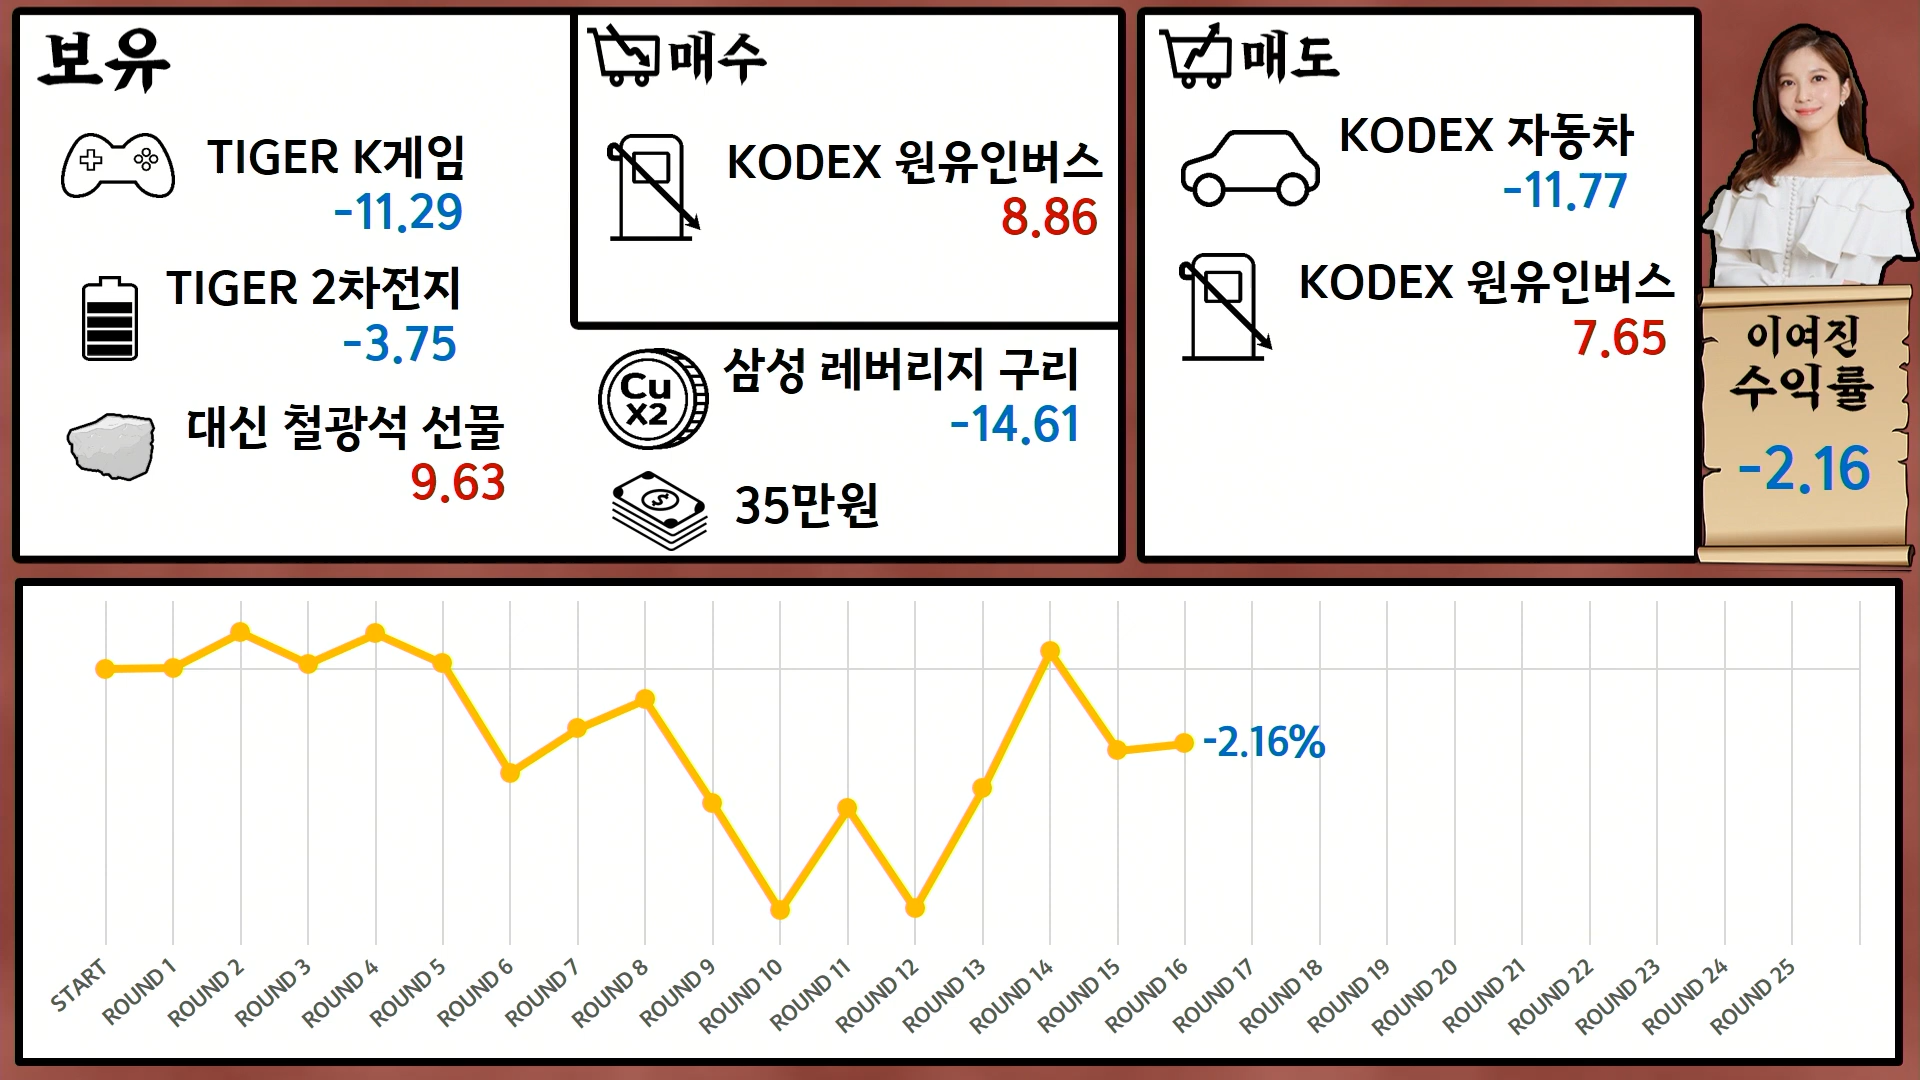 보유
TIGER K게임
-11.29
TIGER 2차전지
-3.75
대신 철광석 선물
9.63
매수
KODEX 원유인버스
8.86
Cu
X2
삼성 레버리지 구리
-14.61
$
35만원
매도
KODEX 자동차
-11.77
KODEX 원유인버스
7.65
이여진
수익률
-2.16
-2.16%
START
ROUND 1
ROUND 2
ROUND 3
ROUND 4
ROUND 5
ROUND 6
ROUND 7
ROUND 8
ROUND 9
ROUND 10
ROUND 11
ROUND 12
ROUND 13
ROUND 14
ROUND 15
ROUND 16
ROUND 17
ROUND 18
ROUND 19
ROUND 20
ROUND 21
ROUND 22
ROUND 23
ROUND 24
ROUND 25